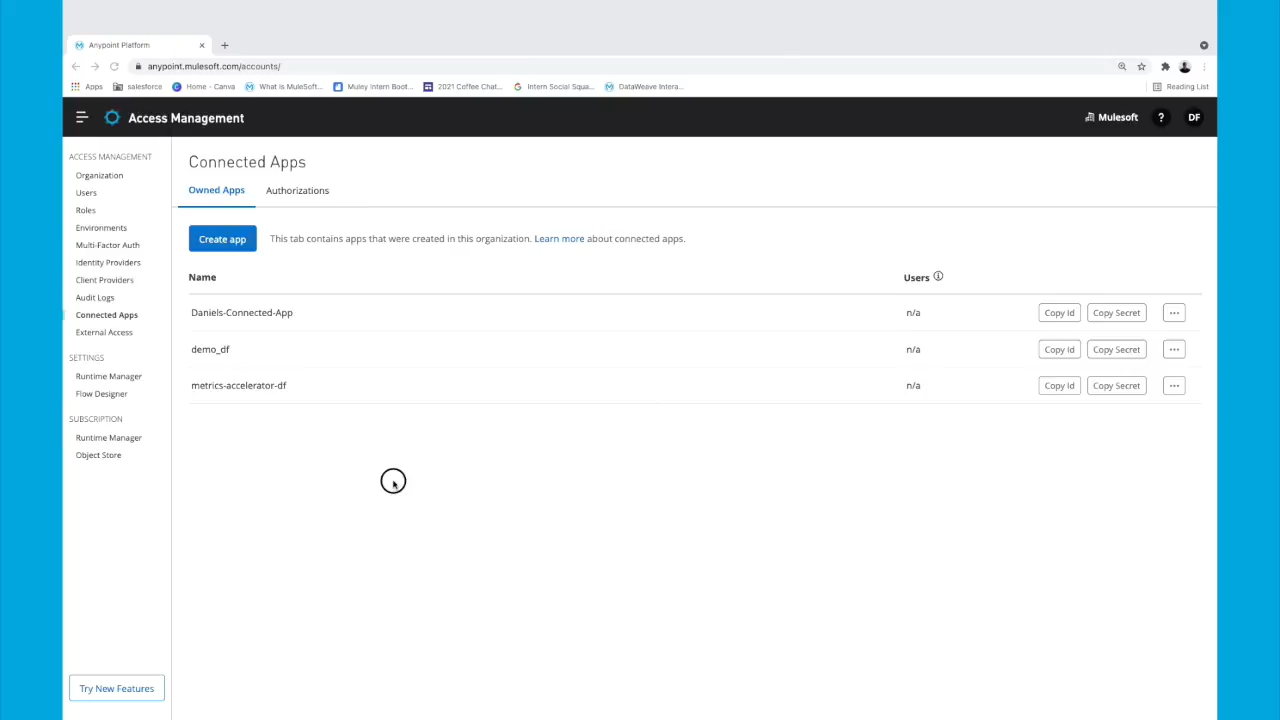 Anypoint Platform
anypoint.mulesoft.com/accounts/
Apps salesforce Home - Canva What is MuleSoft... Muley Intern Boot... 2021 Coffee Chat... Intern Social Squa... DataWeave Intera... Reading List
Access Management Mulesoft ? DF
ACCESS MANAGEMENT
Organization
Users
Roles
Environments
Multi-Factor Auth
Identity Providers
Client Providers
Audit Logs
Connected Apps
External Access
SETTINGS
Runtime Manager
Flow Designer
SUBSCRIPTION
Runtime Manager
Object Store
Try New Features
Connected Apps
Owned Apps Authorizations
Create app This tab contains apps that were created in this organization. Learn more about connected apps.
Name Users
Daniels-Connected-App n/a Copy Id Copy Secret ...
demo_df n/a Copy Id Copy Secret ...
metrics-accelerator-df n/a Copy Id Copy Secret ...